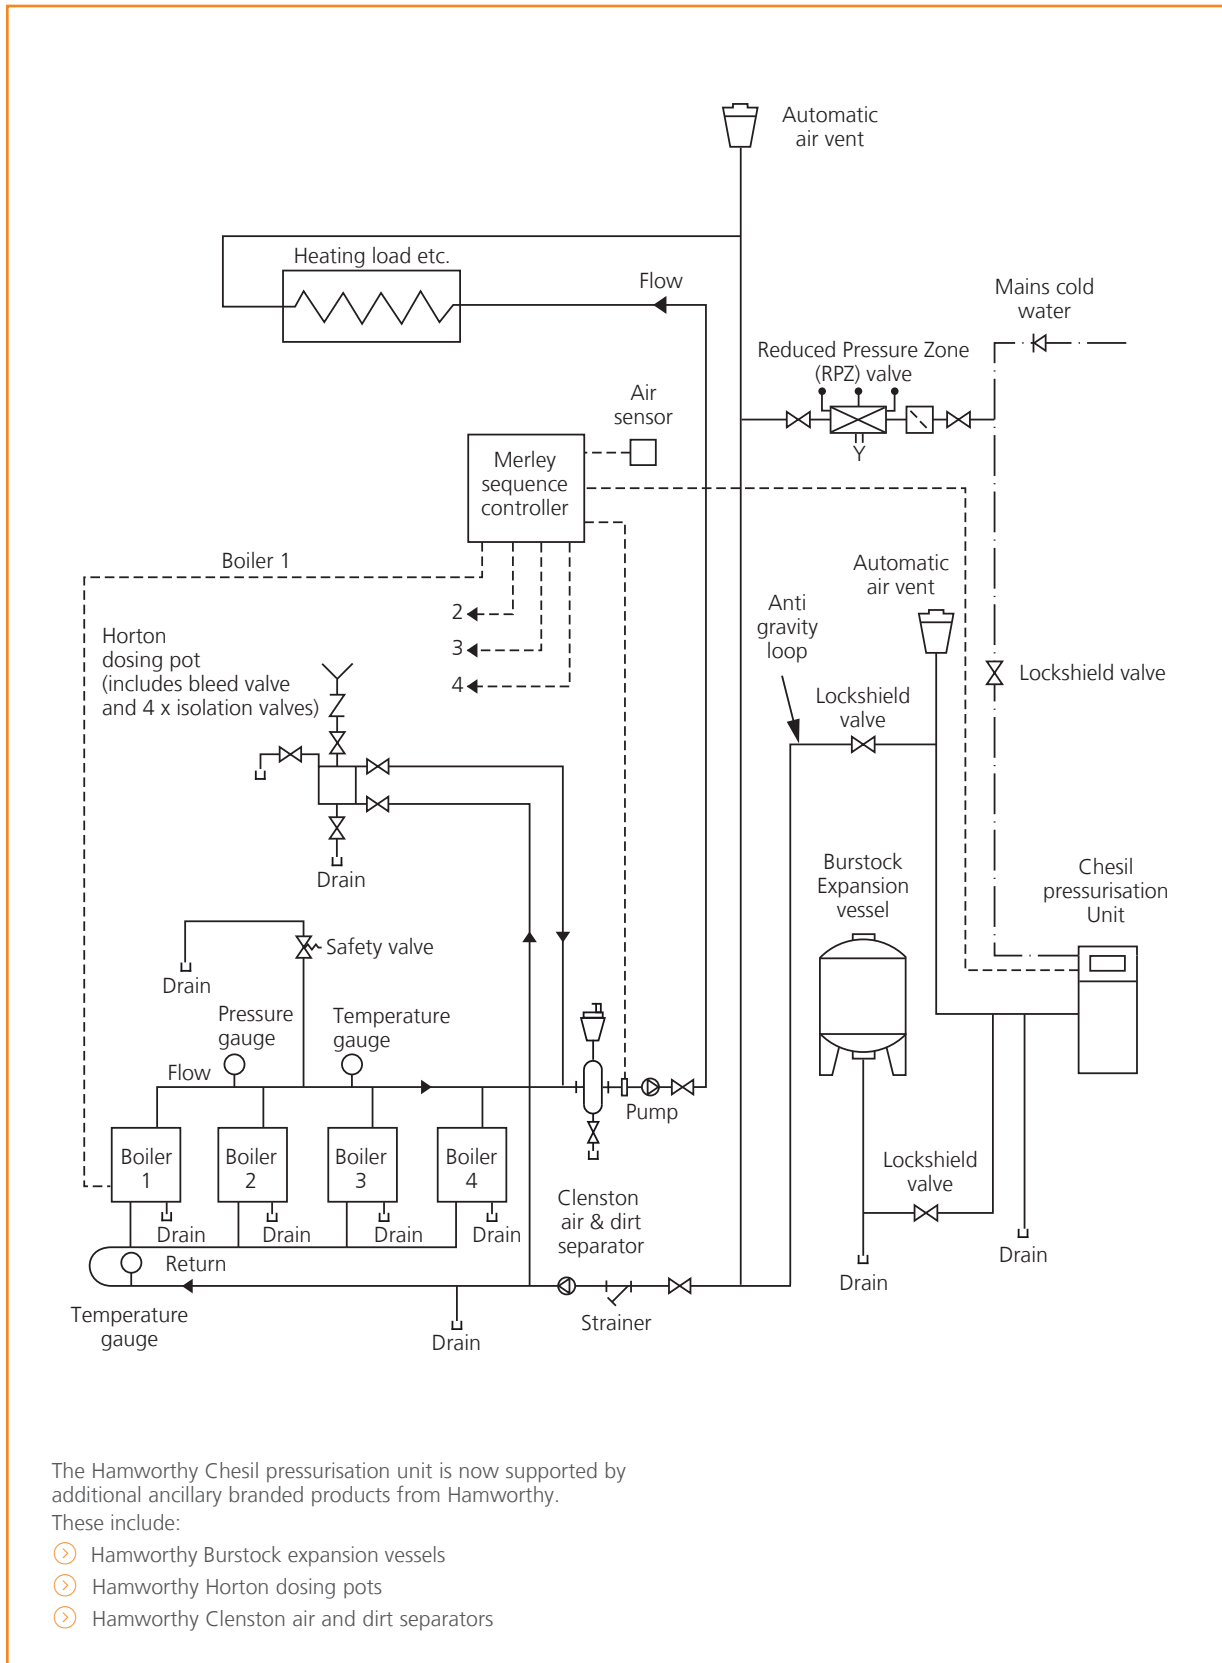 Automatic
air vent
Heating load etc.
Flow
Mains cold
water
Reduced Pressure Zone
(RPZ) valve
Air
sensor
Merley
sequence
controller
Boiler 1
2
3
4
Automatic
air vent
Anti
gravity
loop
Horton
dosing pot
(includes bleed valve
and 4 x isolation valves)
Lockshield valve
Lockshield
valve
Drain
Burstock
Expansion
vessel
Chesil
pressurisation
Unit
Safety valve
Drain
Pressure
gauge
Temperature
gauge
Flow
Pump
Boiler
1
Boiler
2
Boiler
3
Boiler
4
Lockshield
valve
Clenston
air & dirt
separator
Drain
Drain
Drain
Drain
Drain
Return
Drain
Temperature
gauge
Strainer
Drain
The Hamworthy Chesil pressurisation unit is now supported by
additional ancillary branded products from Hamworthy.
These include:
Hamworthy Burstock expansion vessels
Hamworthy Horton dosing pots
Hamworthy Clenston air and dirt separators